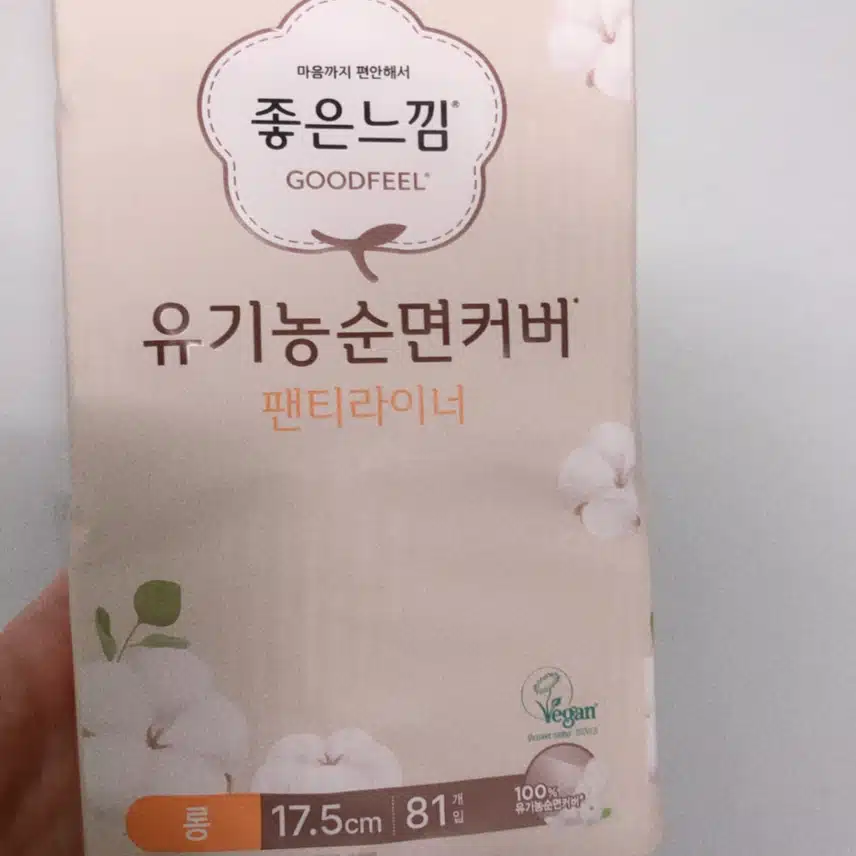 마음까지 편안해서
좋은느낌®
GOODFEEL®
유기농순면커버
팬티라이너
Vegan
롱 17.5cm 81개입
100%
유기농순면커버